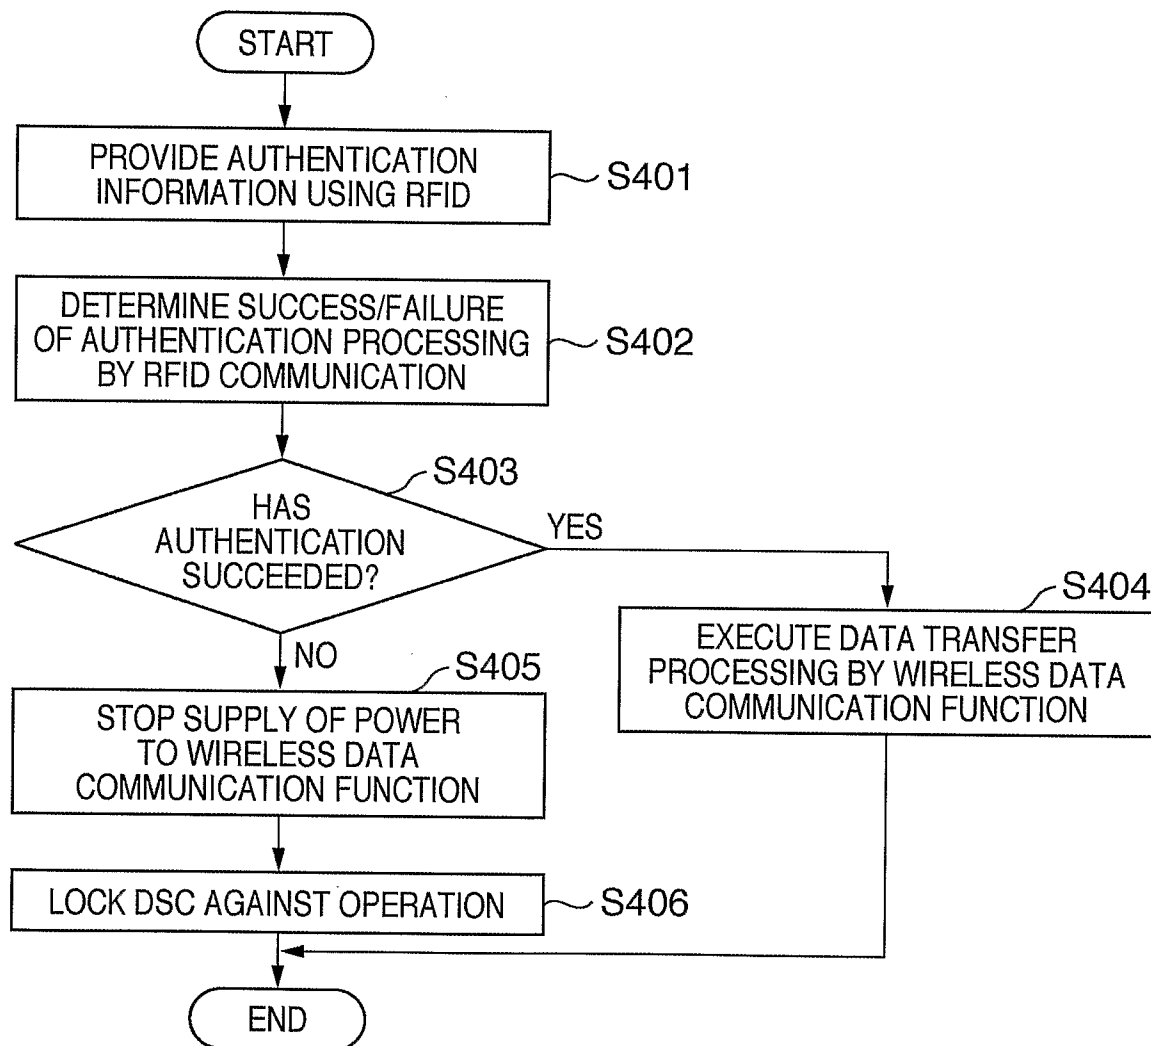 START
PROVIDE AUTHENTICATION
INFORMATION USING RFID
S401
DETERMINE SUCCESS/FAILURE
OF AUTHENTICATION PROCESSING
BY RFID COMMUNICATION
S402
S403
HAS
AUTHENTICATION
SUCCEEDED?
YES
NO
S404
EXECUTE DATA TRANSFER
PROCESSING BY WIRELESS DATA
COMMUNICATION FUNCTION
S405
STOP SUPPLY OF POWER
TO WIRELESS DATA
COMMUNICATION FUNCTION
LOCK DSC AGAINST OPERATION
S406
END